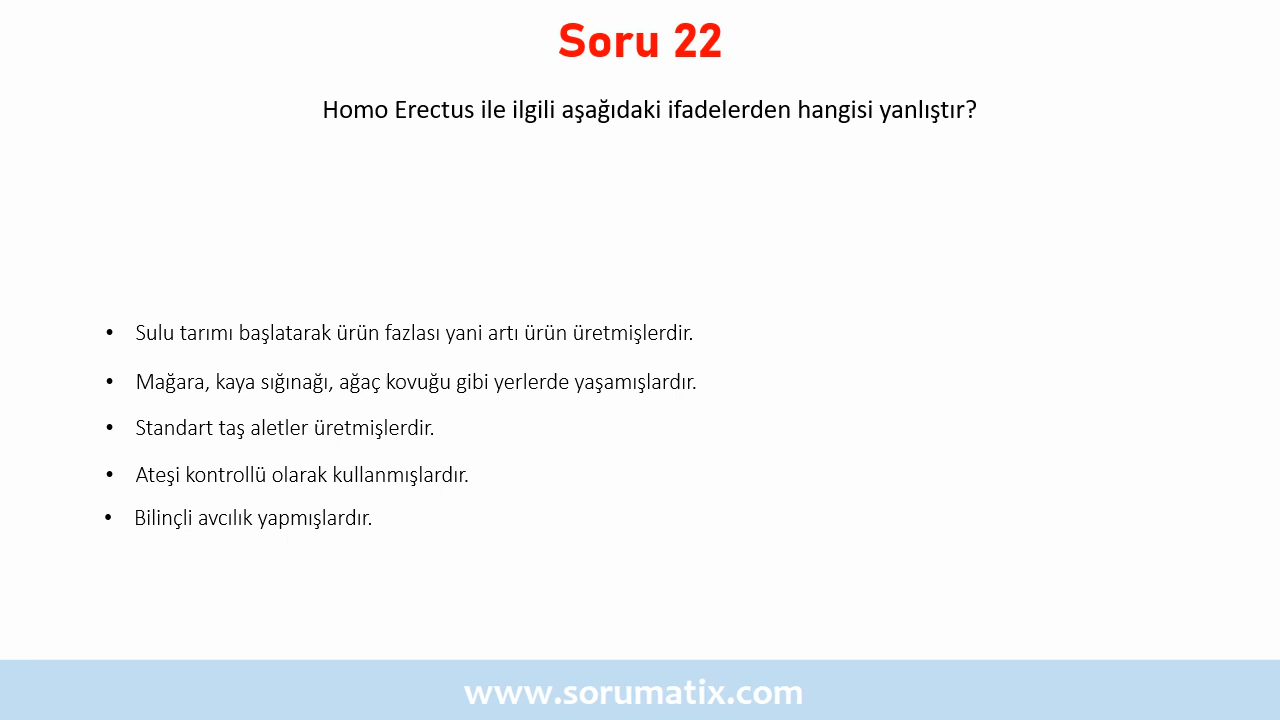 Soru 22
Homo Erectus ile ilgili aşağıdaki ifadelerden hangisi yanlıştır?
• Sulu tarımı başlatarak ürün fazlası yani artı ürün üretmişlerdir.
• Mağara, kaya sığınağı, ağaç kovuğu gibi yerlerde yaşamışlardır.
• Standart taş aletler üretmişlerdir.
• Ateşi kontrollü olarak kullanmışlardır.
• Bilinçli avcılık yapmışlardır.
www.sorumatix.com